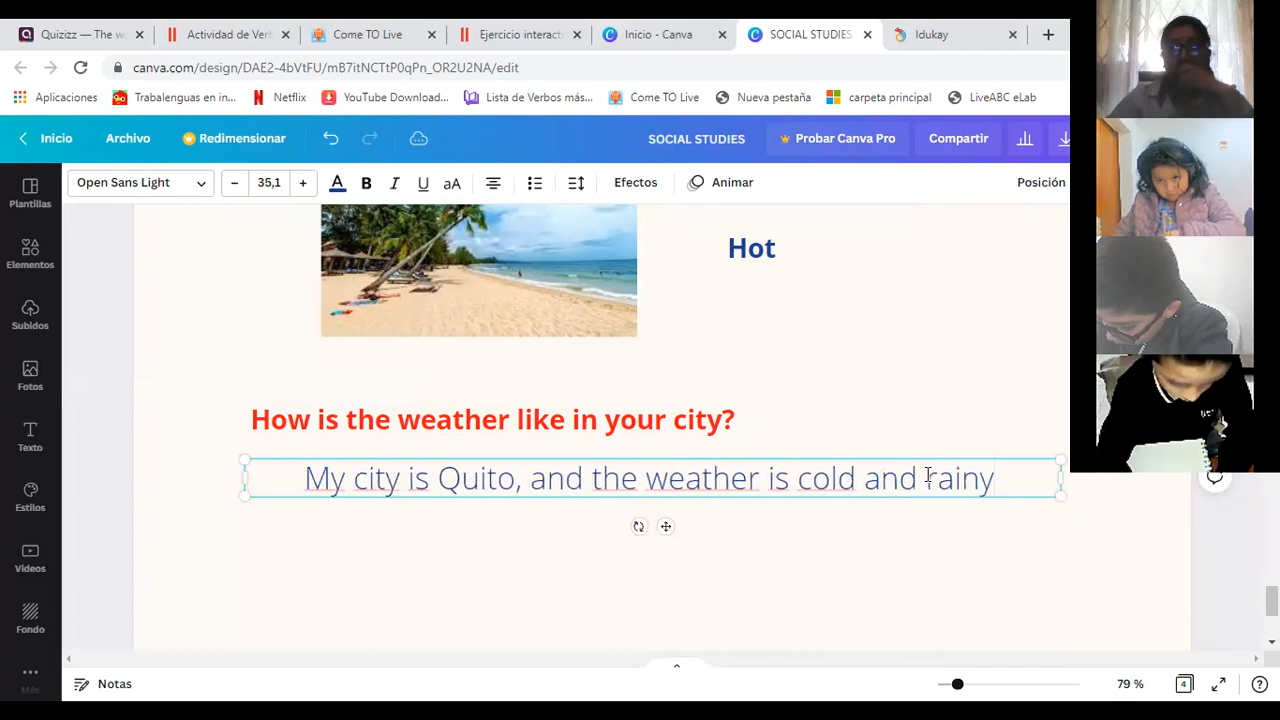 Quizizz — The w
Actividad de Verl
Come TO Live
Ejercicio interact
Inicio - Canva
SOCIAL STUDIES
Idukay
canva.com/design/DAE2-4bVtFU/mB7itNCTtP0qPn_OR2U2NA/edit
Aplicaciones
Trabalenguas en in...
Netflix
YouTube Download...
Lista de Verbos más...
Come TO Live
Nueva pestaña
carpeta principal
LiveABC eLab
Inicio
Archivo
Redimensionar
SOCIAL STUDIES
Probar Canva Pro
Compartir
Open Sans Light
− 35,1 +
A B I U aA
Efectos
Animar
Posición
Plantillas
Elementos
Subidos
Fotos
Texto
Estilos
Videos
Fondo
Más
Hot
How is the weather like in your city?
My city is Quito, and the weather is cold and rainy
Notas
79 %
4
?